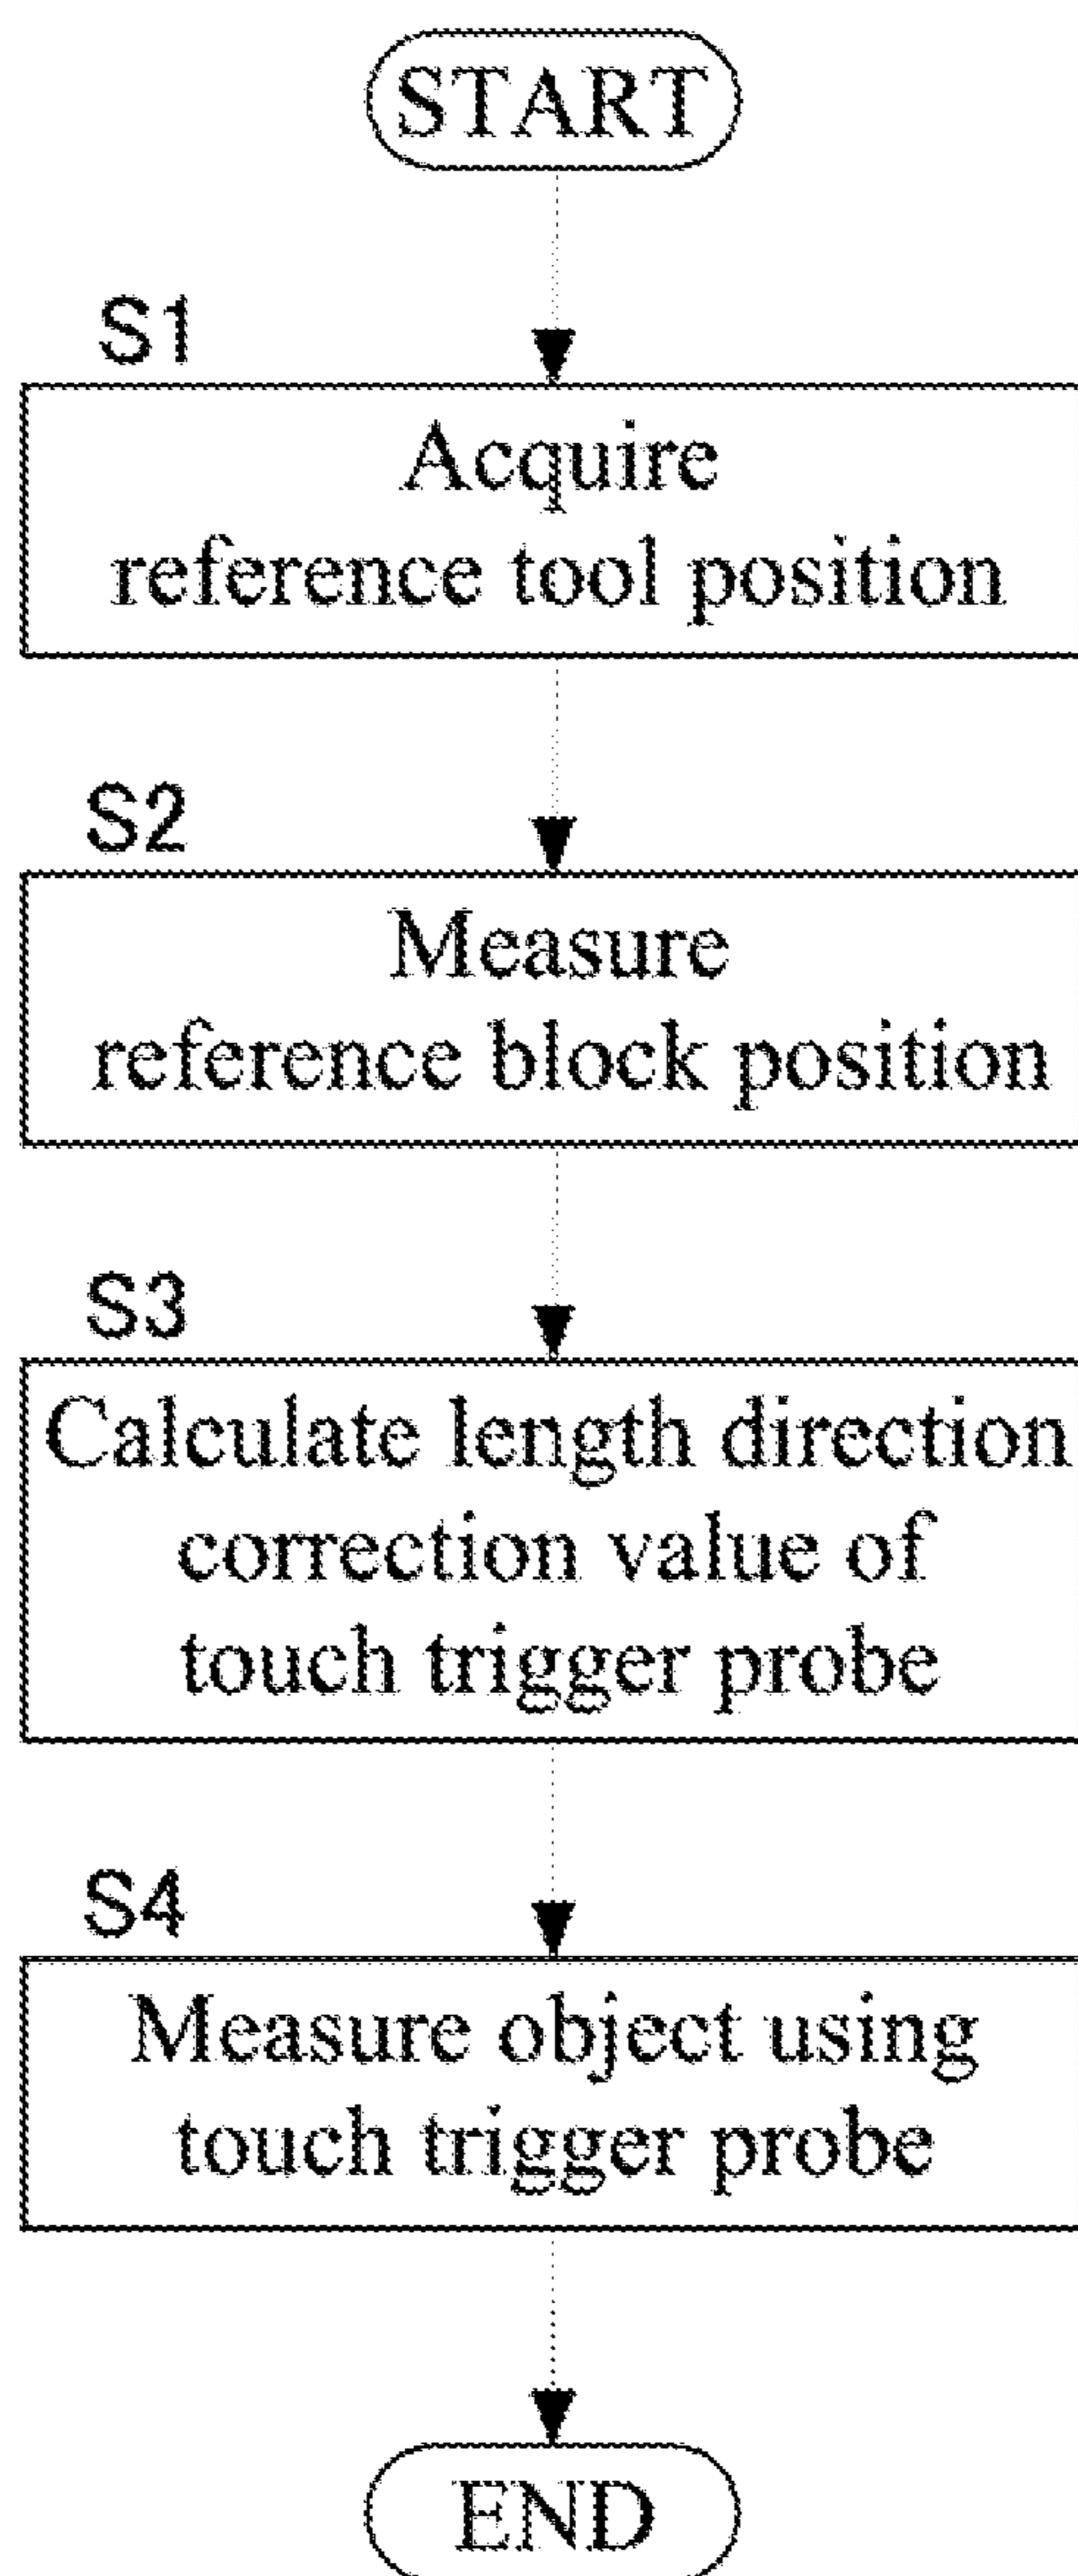 START
S1
Acquire
reference tool position
S2
Measure
reference block position
S3
Calculate length direction
correction value of
touch trigger probe
S4
Measure object using
touch trigger probe
END